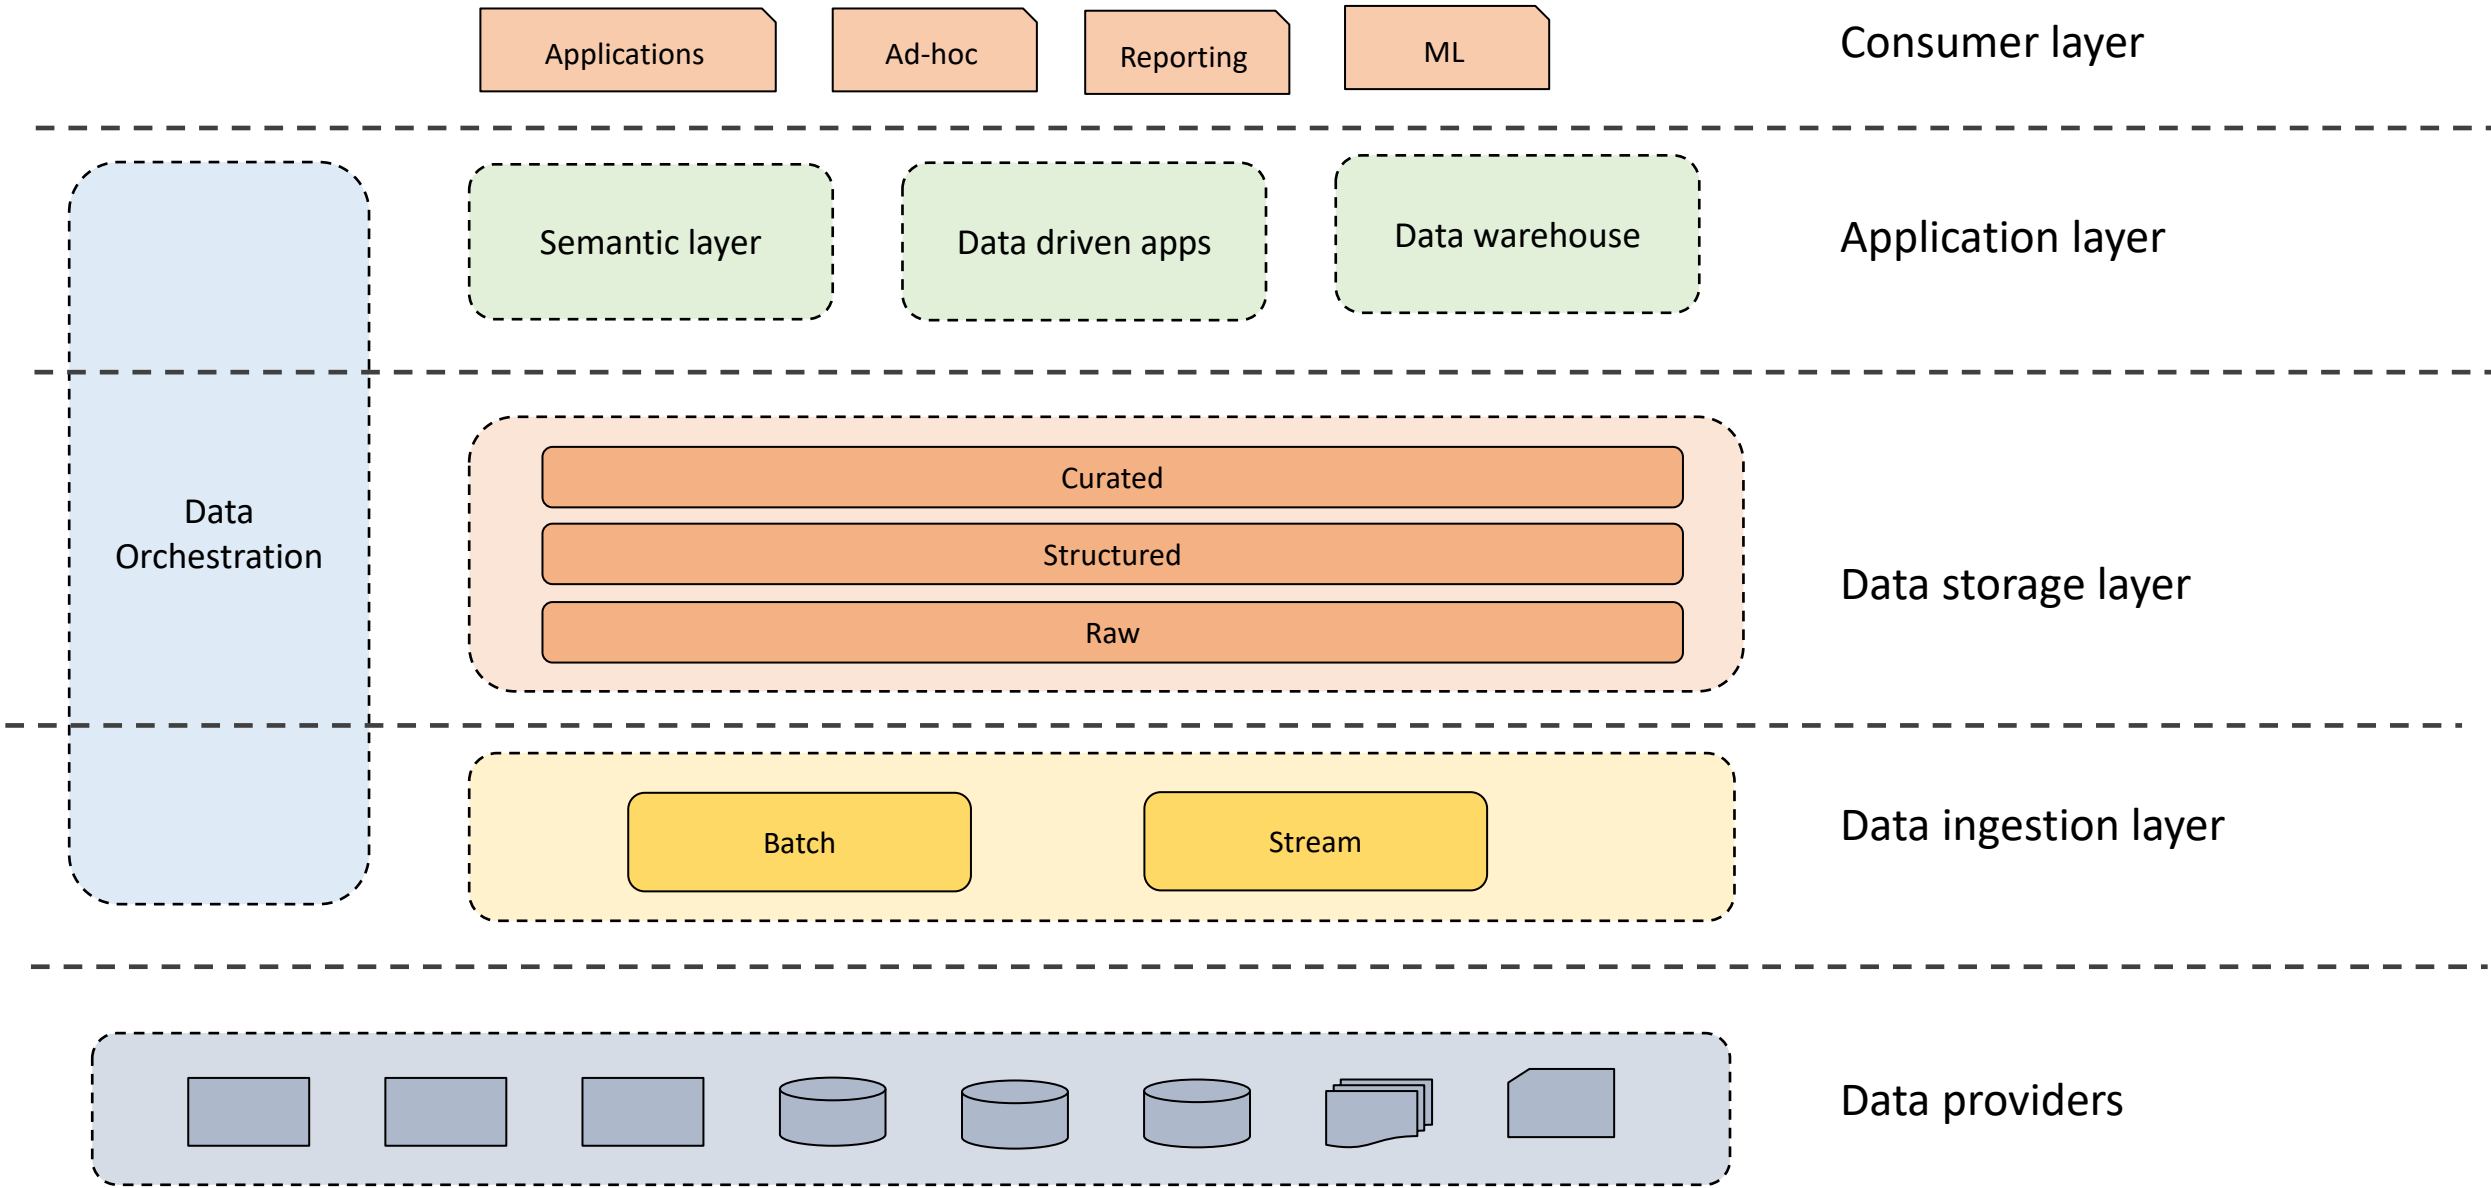 Applications
Ad-hoc
Reporting
ML
Consumer layer
Semantic layer
Data driven apps
Data warehouse
Application layer
Data
Orchestration
Curated
Structured
Raw
Data storage layer
Batch
Stream
Data ingestion layer
Data providers